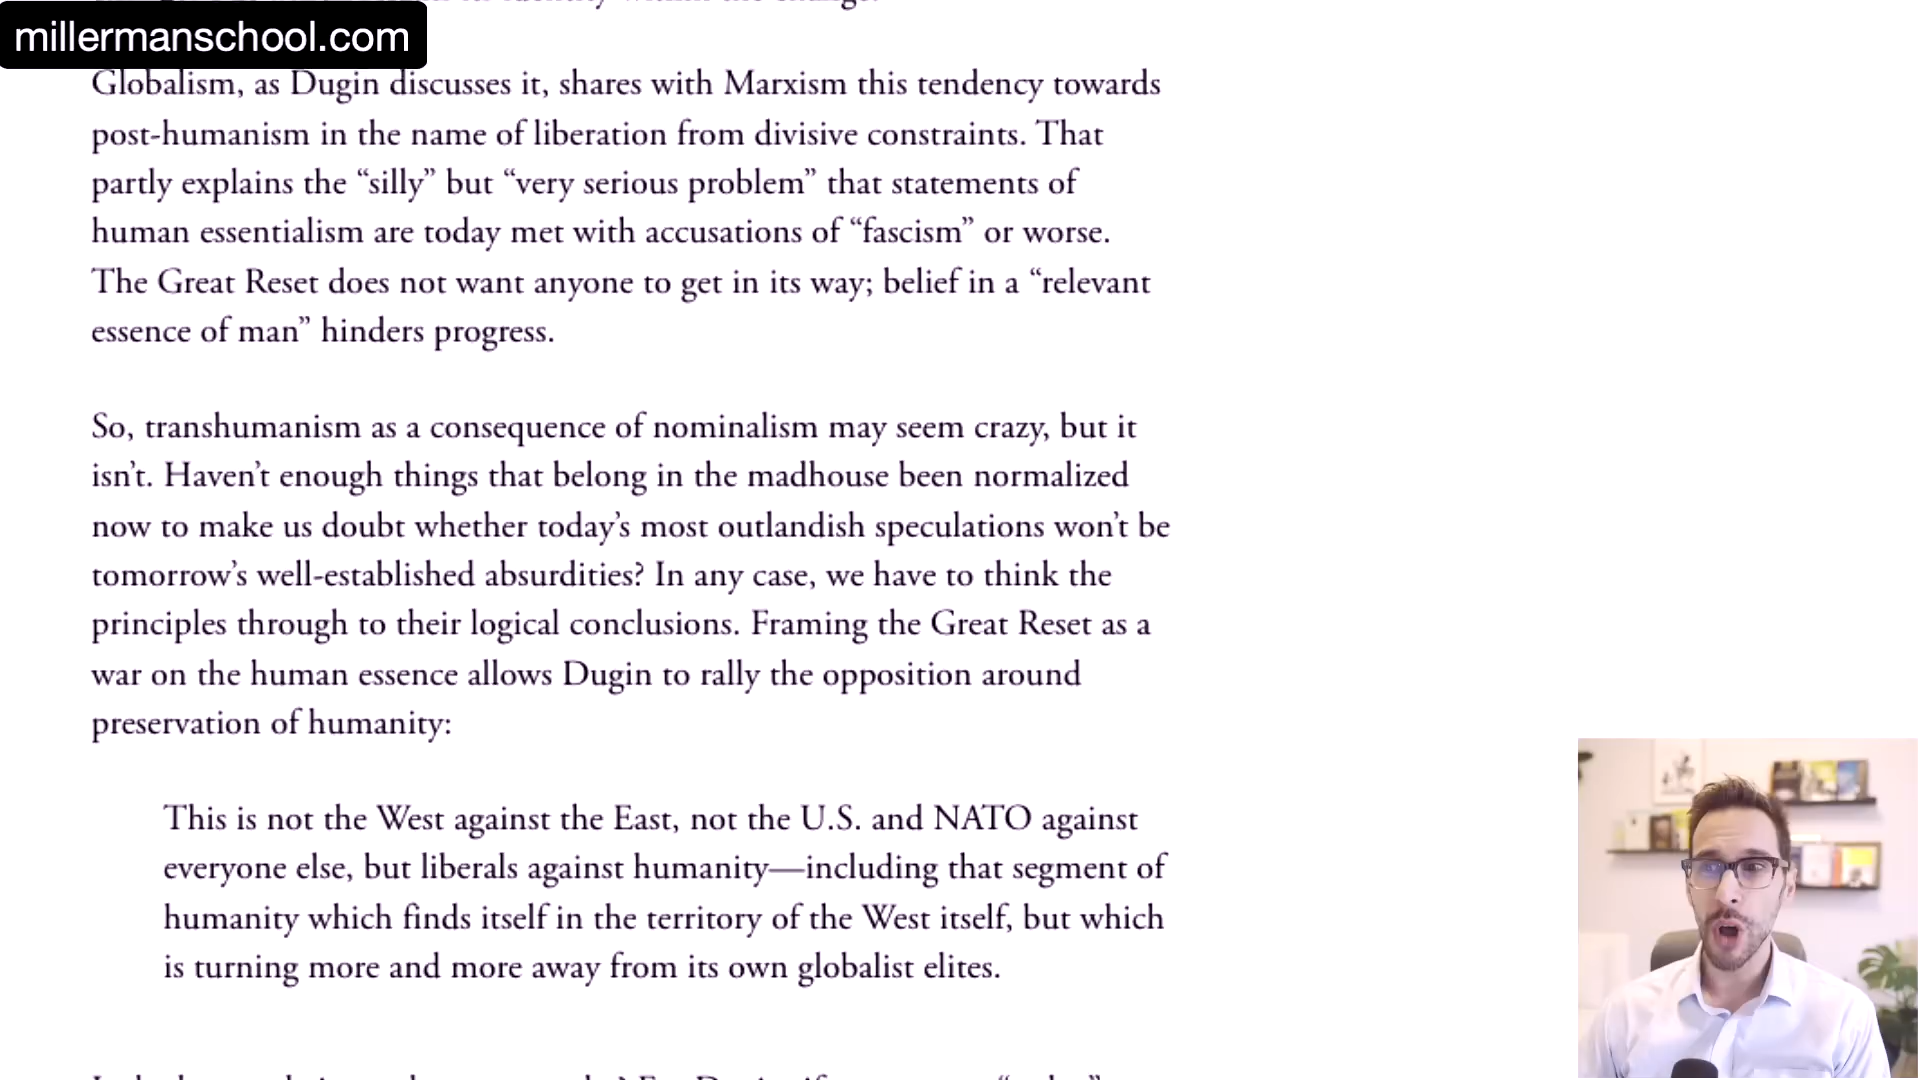 millermanschool.com
Globalism, as Dugin discusses it, shares with Marxism this tendency towards
post-humanism in the name of liberation from divisive constraints. That
partly explains the “silly” but “very serious problem” that statements of
human essentialism are today met with accusations of “fascism” or worse.
The Great Reset does not want anyone to get in its way; belief in a “relevant
essence of man” hinders progress.
So, transhumanism as a consequence of nominalism may seem crazy, but it
isn’t. Haven’t enough things that belong in the madhouse been normalized
now to make us doubt whether today’s most outlandish speculations won’t be
tomorrow’s well-established absurdities? In any case, we have to think the
principles through to their logical conclusions. Framing the Great Reset as a
war on the human essence allows Dugin to rally the opposition around
preservation of humanity:
This is not the West against the East, not the U.S. and NATO against
everyone else, but liberals against humanity—including that segment of
humanity which finds itself in the territory of the West itself, but which
is turning more and more away from its own globalist elites.